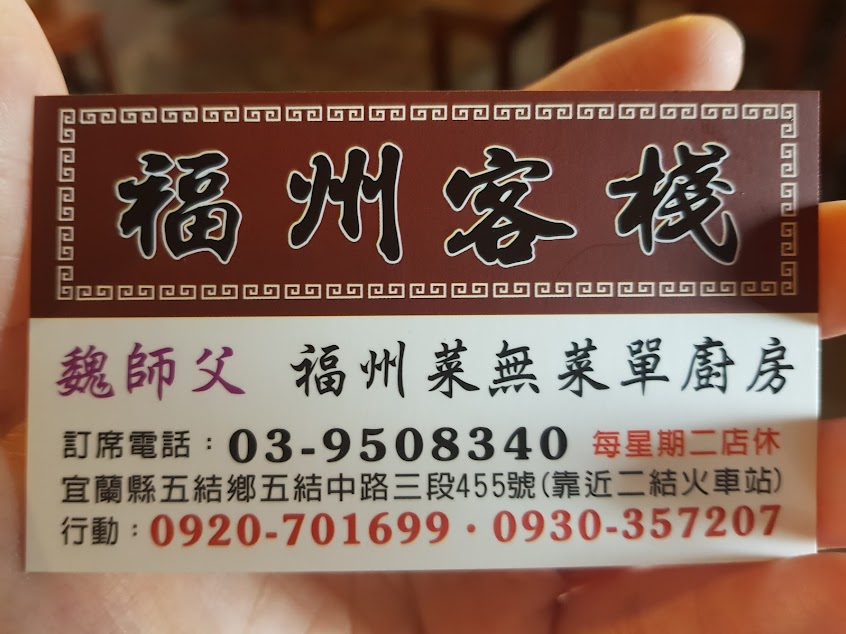 福州客棧
魏師父 福州菜無菜單廚房
訂席電話：03-9508340 每星期二店休
宜蘭縣五結鄉五結中路三段455號(靠近二結火車站)
行動：0920-701699・0930-357207